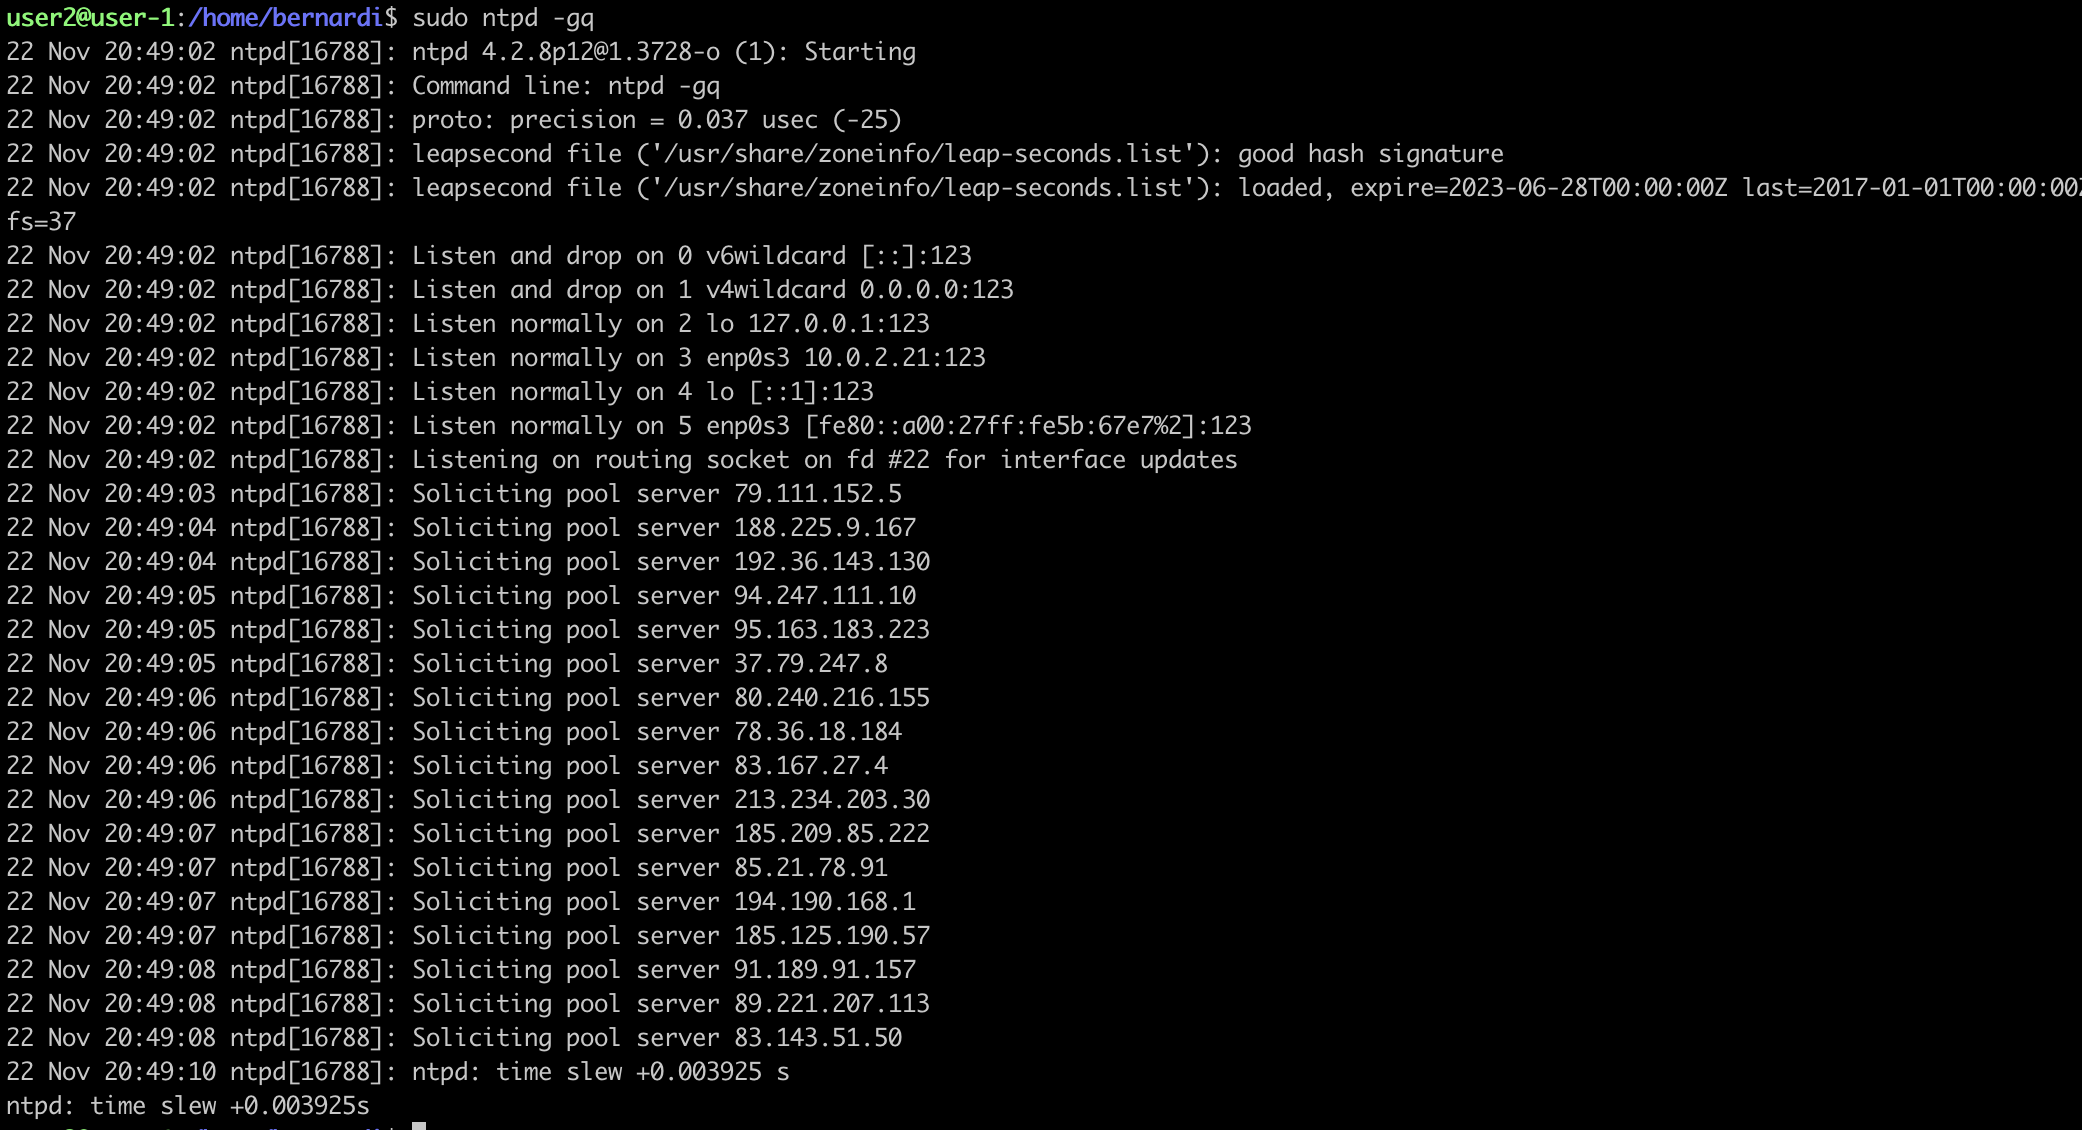 user2@user-1:/home/bernardi$ sudo ntpd -gq
22 Nov 20:49:02 ntpd[16788]: ntpd 4.2.8p12@1.3728-o (1): Starting
22 Nov 20:49:02 ntpd[16788]: Command line: ntpd -gq
22 Nov 20:49:02 ntpd[16788]: proto: precision = 0.037 usec (-25)
22 Nov 20:49:02 ntpd[16788]: leapsecond file ('/usr/share/zoneinfo/leap-seconds.list'): good hash signature
22 Nov 20:49:02 ntpd[16788]: leapsecond file ('/usr/share/zoneinfo/leap-seconds.list'): loaded, expire=2023-06-28T00:00:00Z last=2017-01-01T00:00:00Z
fs=37
22 Nov 20:49:02 ntpd[16788]: Listen and drop on 0 v6wildcard [::]:123
22 Nov 20:49:02 ntpd[16788]: Listen and drop on 1 v4wildcard 0.0.0.0:123
22 Nov 20:49:02 ntpd[16788]: Listen normally on 2 lo 127.0.0.1:123
22 Nov 20:49:02 ntpd[16788]: Listen normally on 3 enp0s3 10.0.2.21:123
22 Nov 20:49:02 ntpd[16788]: Listen normally on 4 lo [::1]:123
22 Nov 20:49:02 ntpd[16788]: Listen normally on 5 enp0s3 [fe80::a00:27ff:fe5b:67e7%2]:123
22 Nov 20:49:02 ntpd[16788]: Listening on routing socket on fd #22 for interface updates
22 Nov 20:49:03 ntpd[16788]: Soliciting pool server 79.111.152.5
22 Nov 20:49:04 ntpd[16788]: Soliciting pool server 188.225.9.167
22 Nov 20:49:04 ntpd[16788]: Soliciting pool server 192.36.143.130
22 Nov 20:49:05 ntpd[16788]: Soliciting pool server 94.247.111.10
22 Nov 20:49:05 ntpd[16788]: Soliciting pool server 95.163.183.223
22 Nov 20:49:05 ntpd[16788]: Soliciting pool server 37.79.247.8
22 Nov 20:49:06 ntpd[16788]: Soliciting pool server 80.240.216.155
22 Nov 20:49:06 ntpd[16788]: Soliciting pool server 78.36.18.184
22 Nov 20:49:06 ntpd[16788]: Soliciting pool server 83.167.27.4
22 Nov 20:49:06 ntpd[16788]: Soliciting pool server 213.234.203.30
22 Nov 20:49:07 ntpd[16788]: Soliciting pool server 185.209.85.222
22 Nov 20:49:07 ntpd[16788]: Soliciting pool server 85.21.78.91
22 Nov 20:49:07 ntpd[16788]: Soliciting pool server 194.190.168.1
22 Nov 20:49:07 ntpd[16788]: Soliciting pool server 185.125.190.57
22 Nov 20:49:08 ntpd[16788]: Soliciting pool server 91.189.91.157
22 Nov 20:49:08 ntpd[16788]: Soliciting pool server 89.221.207.113
22 Nov 20:49:08 ntpd[16788]: Soliciting pool server 83.143.51.50
22 Nov 20:49:10 ntpd[16788]: ntpd: time slew +0.003925 s
ntpd: time slew +0.003925s